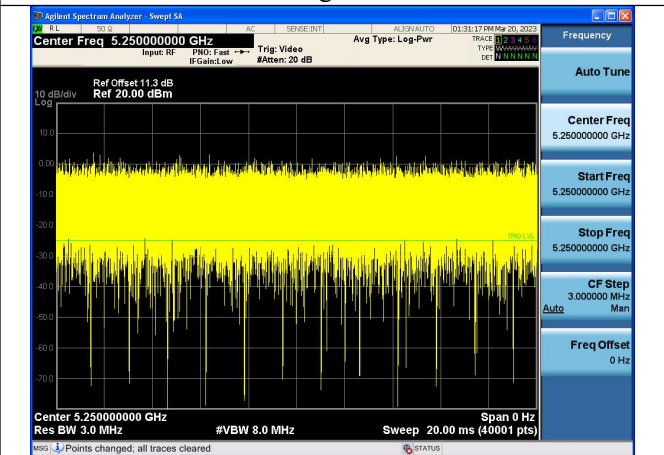 Agilent Spectrum Analyzer - Swept SA
RL 50 Ω AC SENSE:INT ALIGNAUTO 01:31:17 PM Mar 20, 2023
Center Freq 5.250000000 GHz
Input: RF PNO: Fast Trig: Video Avg Type: Log-Pwr TRACE 1 2 3 4 5 6
IFGain:Low #Atten: 20 dB TYPE
DET N N N N N N
Ref Offset 11.3 dB
10 dB/div Ref 20.00 dBm
Log
10.0
0.00
-10.0
-20.0
TRIG LVL
-30.0
-40.0
-50.0
-60.0
-70.0
Center 5.250000000 GHz Span 0 Hz
Res BW 3.0 MHz #VBW 8.0 MHz Sweep 20.00 ms (40001 pts)
MSG Points changed; all traces cleared STATUS
Frequency
Auto Tune
Center Freq
5.250000000 GHz
Start Freq
5.250000000 GHz
Stop Freq
5.250000000 GHz
CF Step
3.000000 MHz
Auto Man
Freq Offset
0 Hz